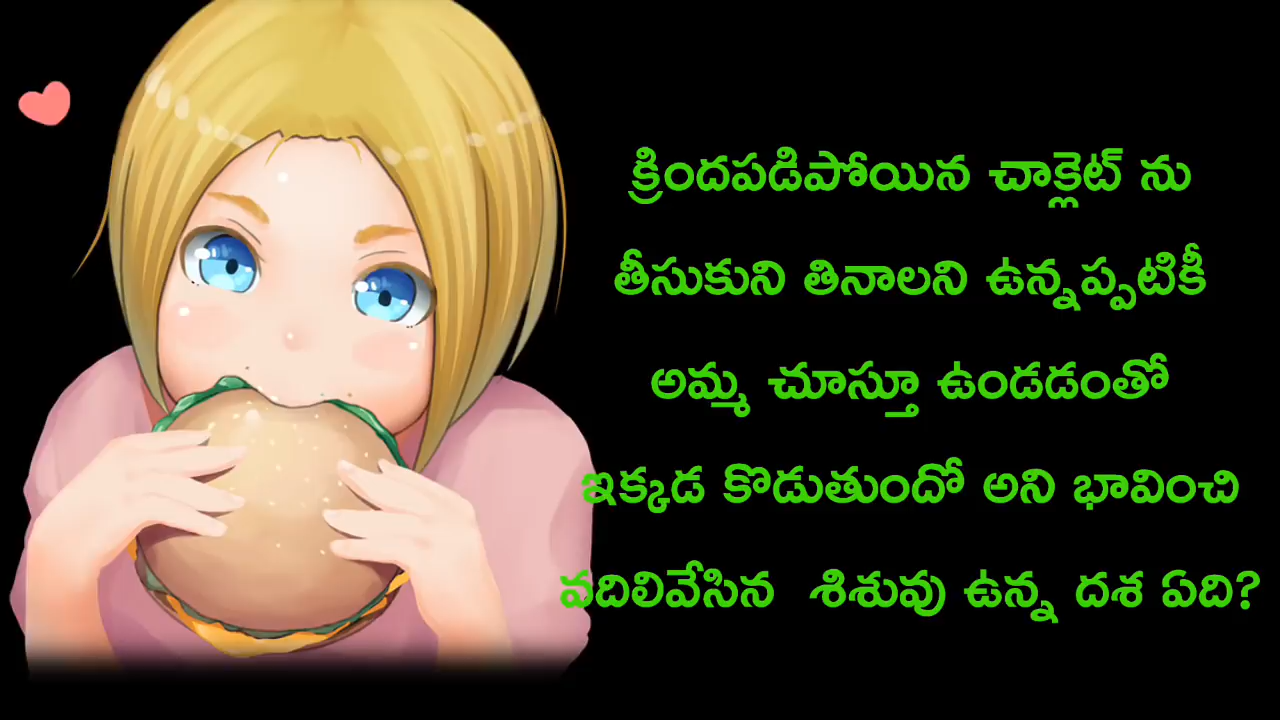 క్రిందపడిపోయిన చాక్లెట్ ను
తీసుకుని తినాలని ఉన్నప్పటికీ
అమ్మ చూస్తూ ఉండడంతో
ఇక్కడ కొడుతుందో అని భావించి
వదిలివేసిన శిశువు ఉన్న దశ ఏది?